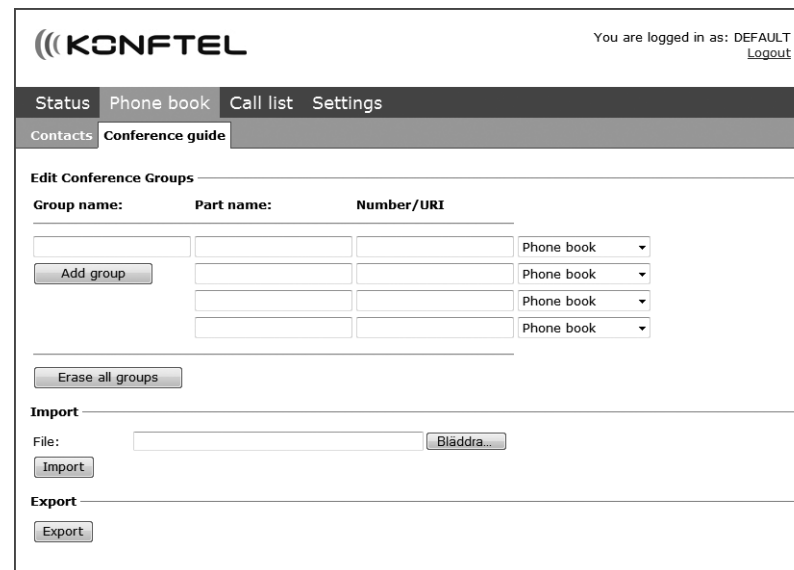 KONFTEL
You are logged in as: DEFAULT
Logout
Status Phone book Call list Settings
Contacts Conference guide
Edit Conference Groups
Group name: Part name: Number/URI
Phone book
Add group Phone book
Phone book
Phone book
Erase all groups
Import
File: Bläddra...
Import
Export
Export